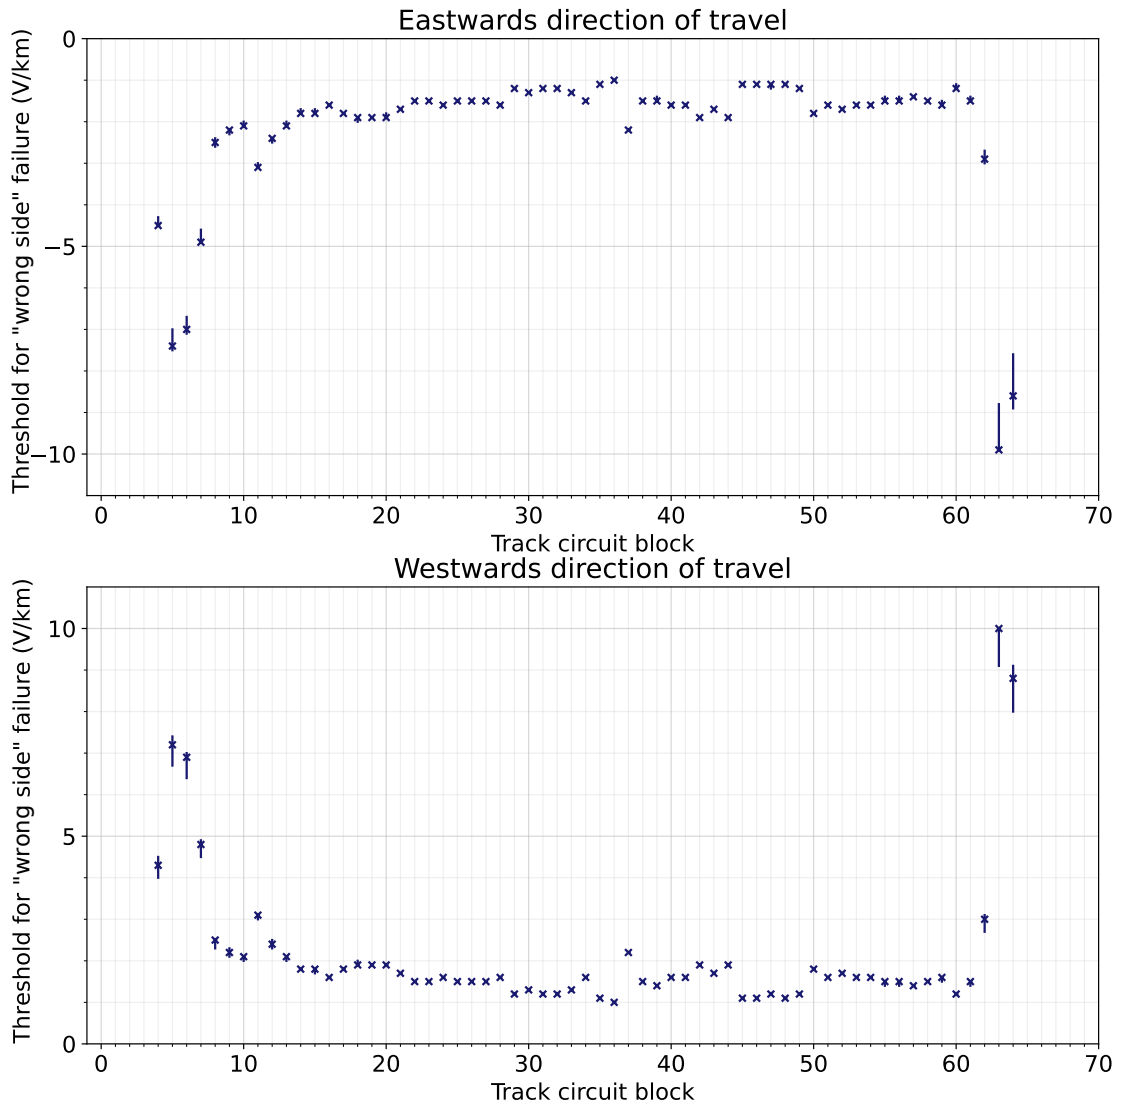 Eastwards direction of travel
Threshold for "wrong side" failure (V/km)
0
−5
−10
0 10 20 30 40 50 60 70
Track circuit block
Westwards direction of travel
Threshold for "wrong side" failure (V/km)
10
5
0
0 10 20 30 40 50 60 70
Track circuit block